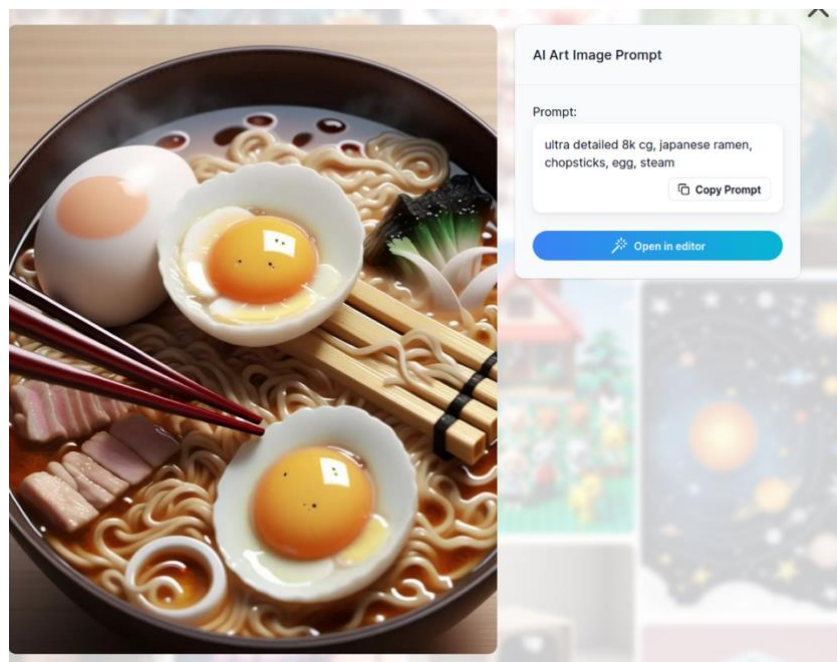 AI Art Image Prompt
Prompt:
ultra detailed 8k cg, japanese ramen,
chopsticks, egg, steam
Copy Prompt
Open in editor